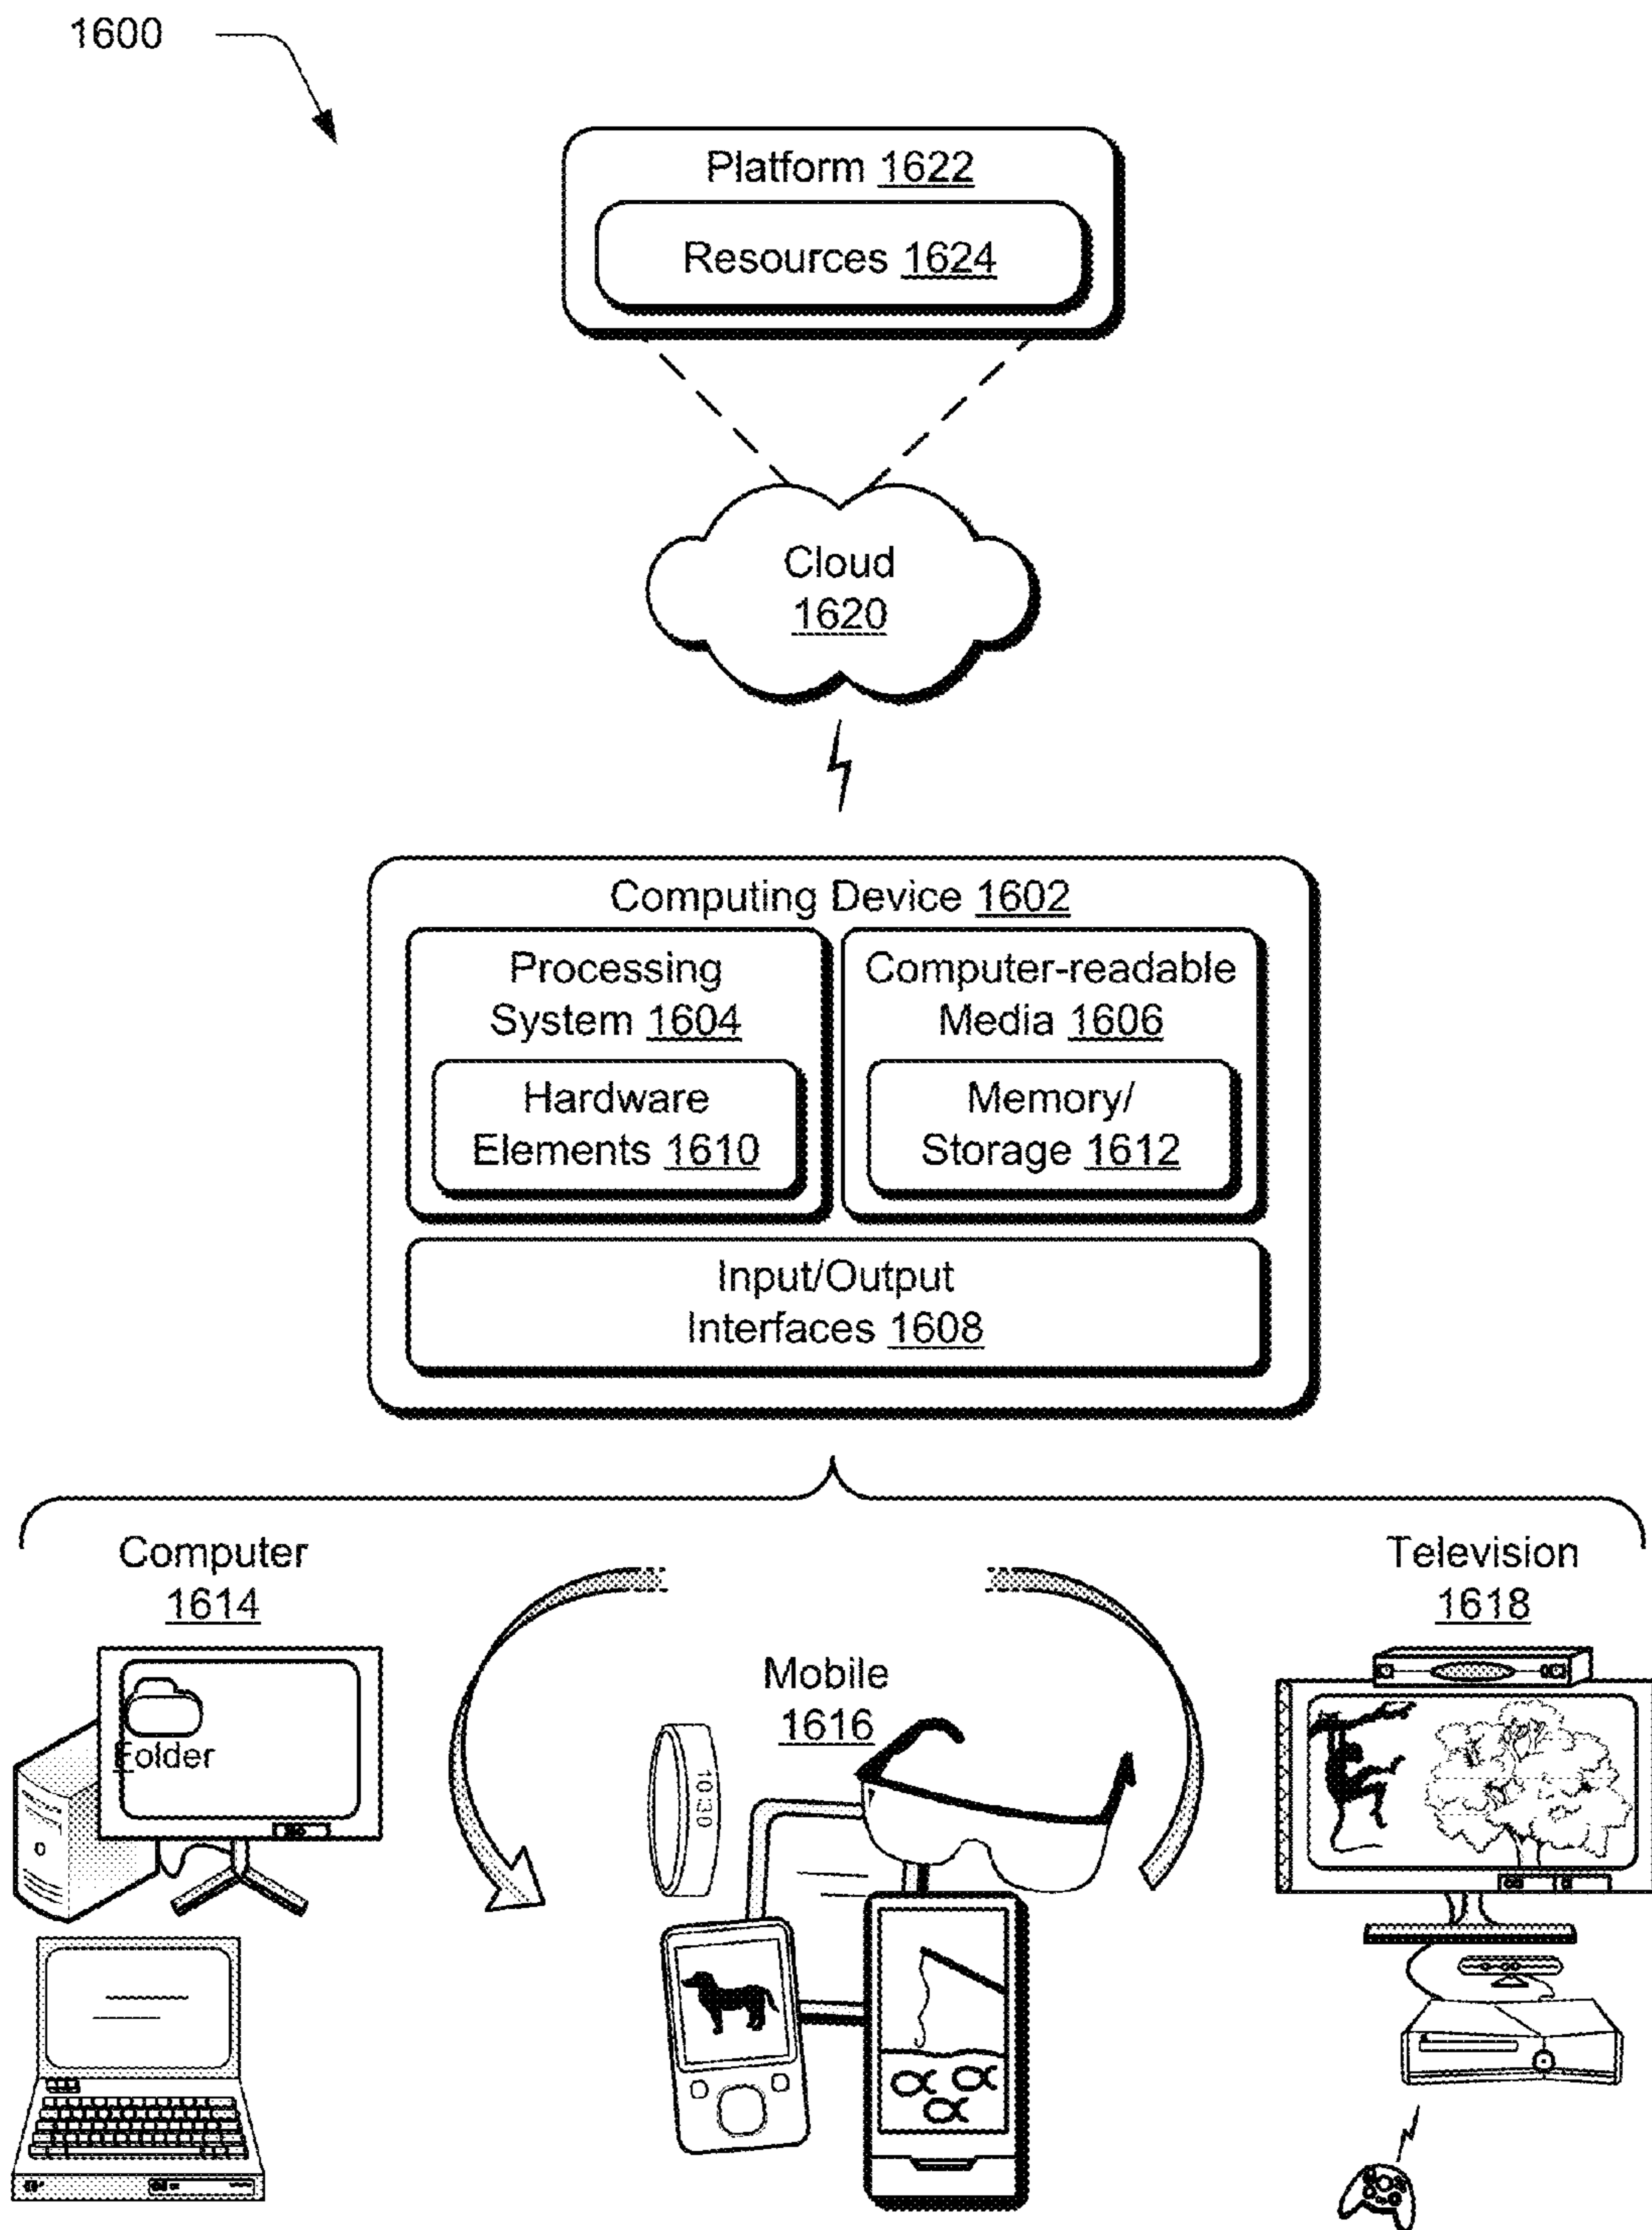 1600
Platform 1622
Resources 1624
Cloud
1620
Computing Device 1602
Processing
System 1604
Hardware
Elements 1610
Computer-readable
Media 1606
Memory/
Storage 1612
Input/Output
Interfaces 1608
Computer
1614
Folder
Mobile
1616
10:30
Television
1618